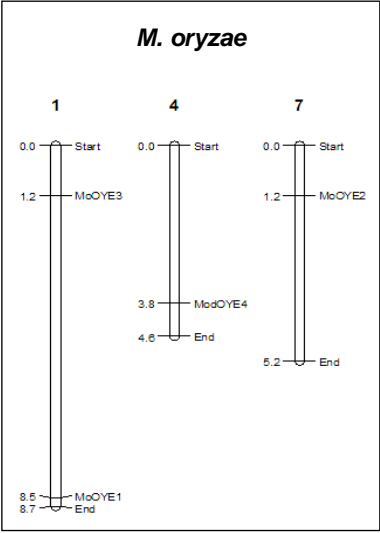 M. oryzae
1 4 7
0.0 Start 0.0 Start 0.0 Start
1.2 MoOYE3 1.2 MoOYE2
3.8 ModOYE4
4.6 End
5.2 End
8.5 MoOYE1
8.7 End